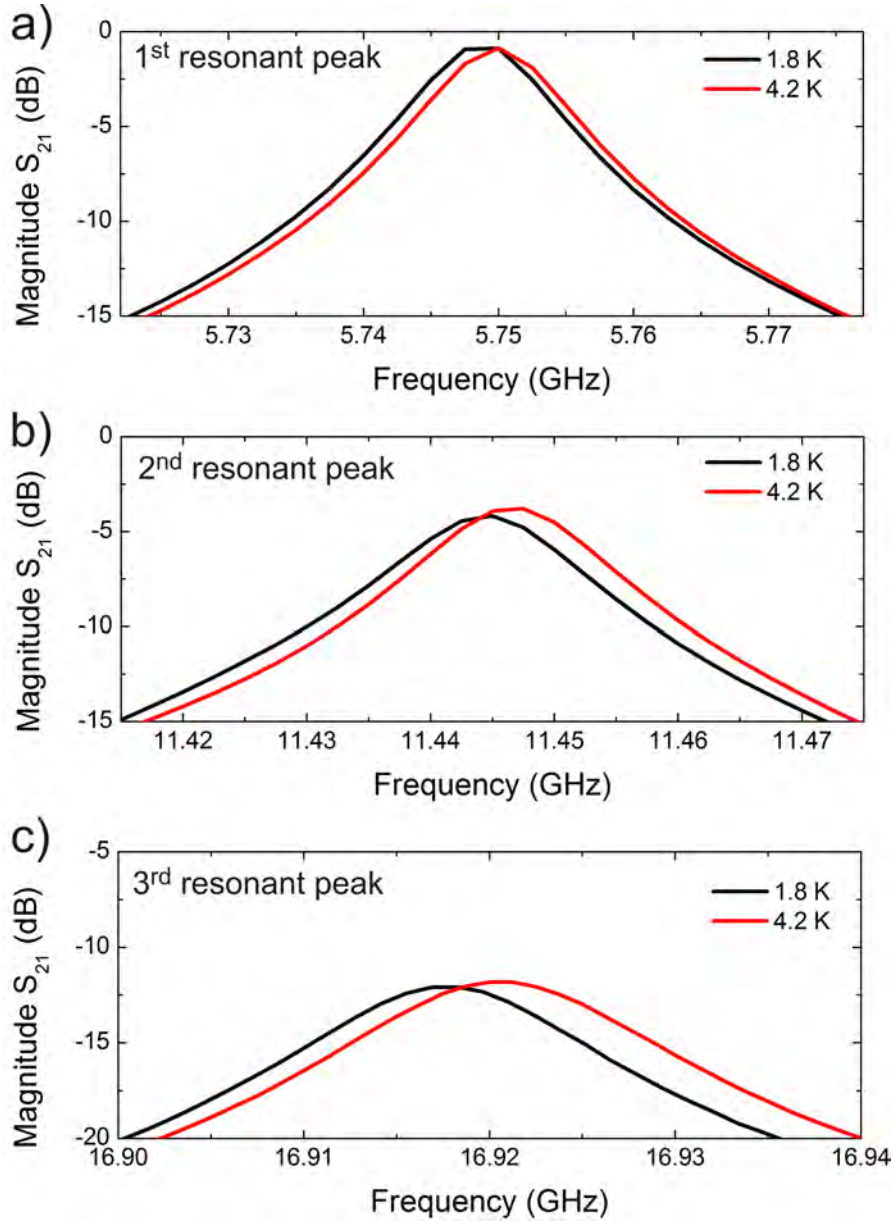 a)
1st resonant peak
1.8 K
4.2 K
0
-5
-10
-15
Magnitude S21 (dB)
5.73 5.74 5.75 5.76 5.77
Frequency (GHz)
b)
2nd resonant peak
1.8 K
4.2 K
0
-5
-10
-15
Magnitude S21 (dB)
11.42 11.43 11.44 11.45 11.46 11.47
Frequency (GHz)
c)
3rd resonant peak
1.8 K
4.2 K
-5
-10
-15
-20
Magnitude S21 (dB)
16.90 16.91 16.92 16.93 16.94
Frequency (GHz)